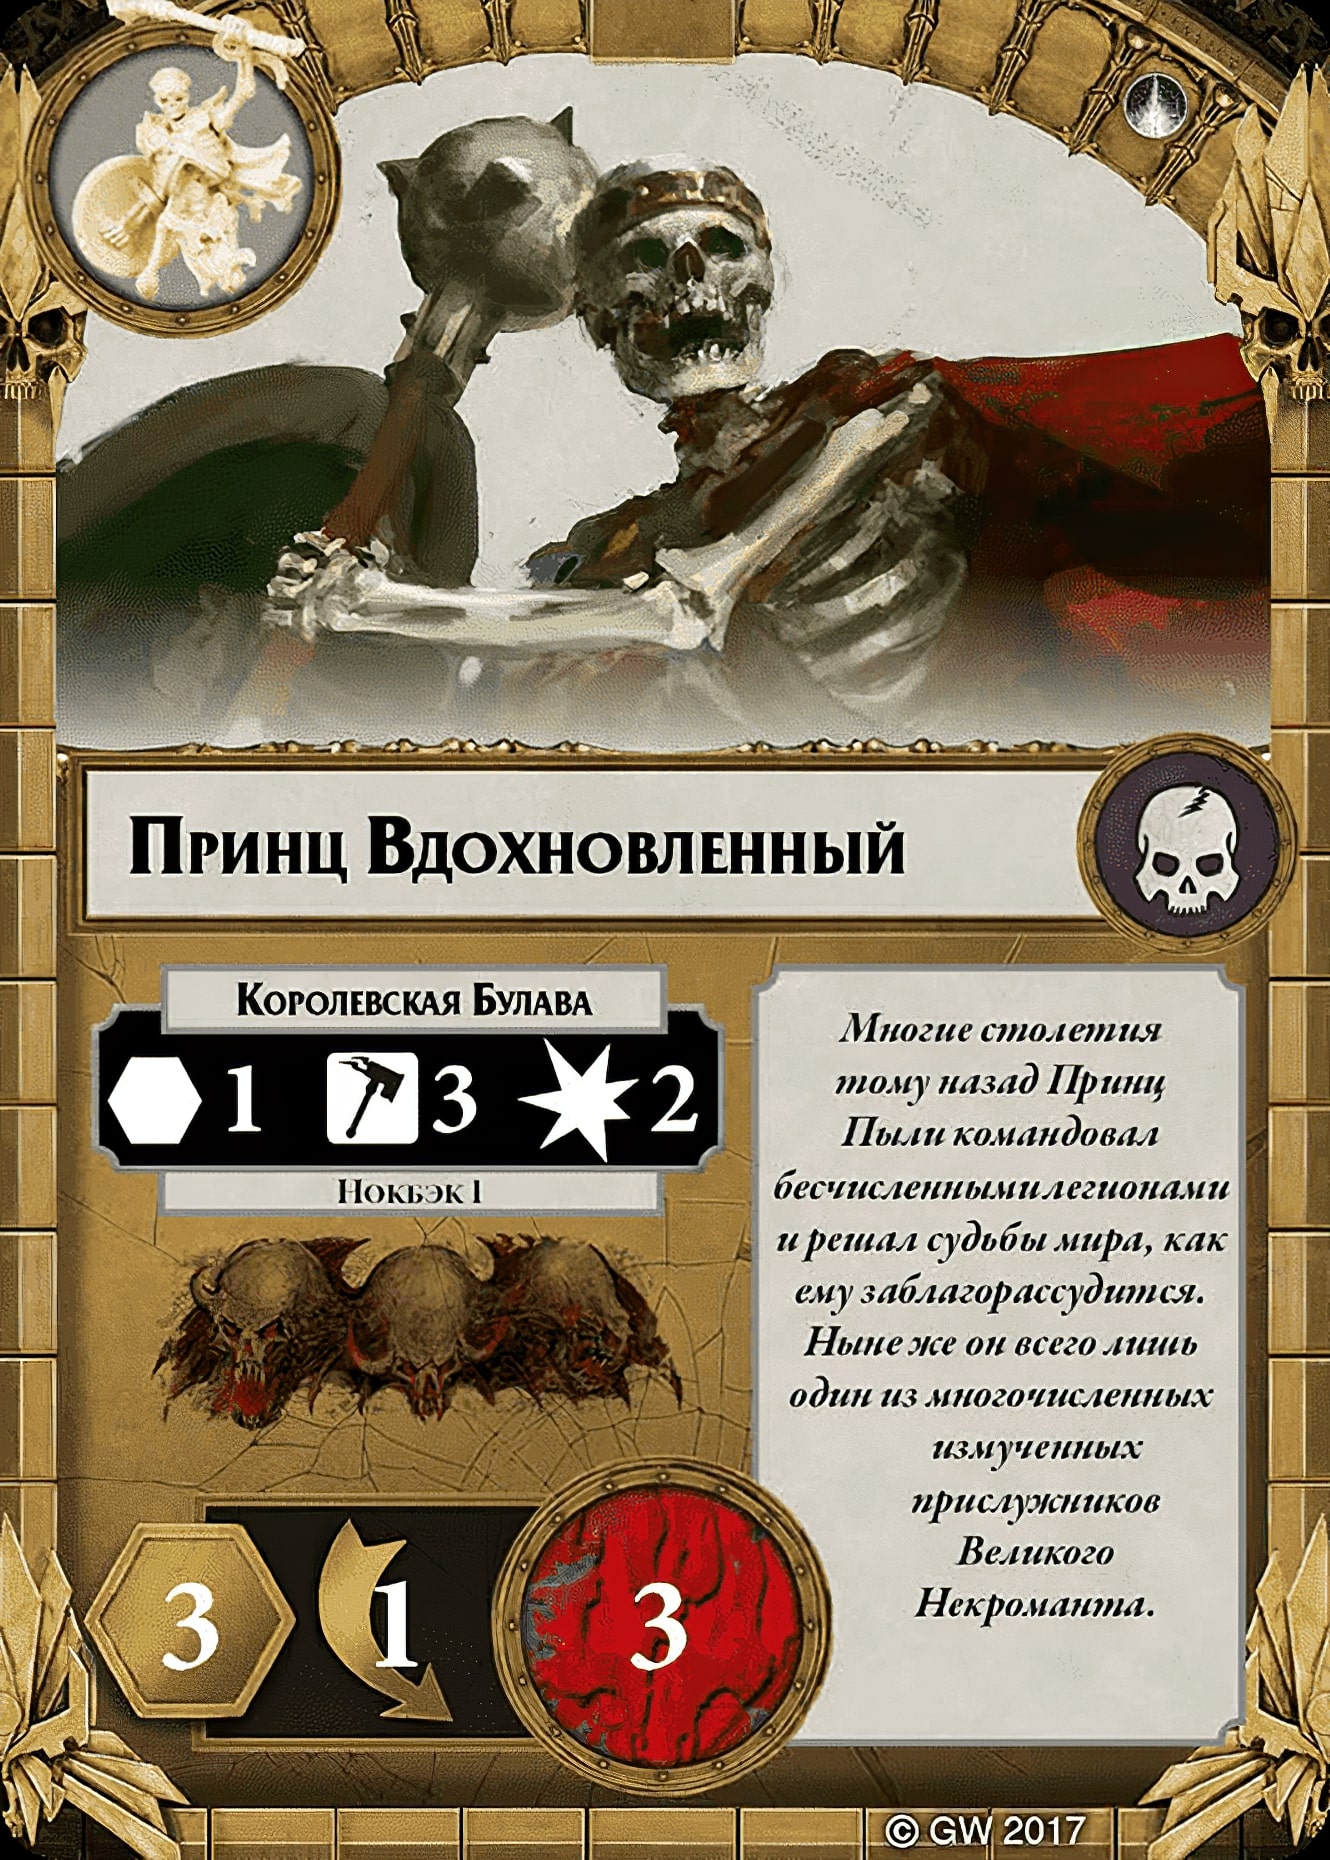 Принц Вдохновленный
Королевская Булава
1 3 2
Нокбэк 1
Многие столетия
тому назад Принц
Пыли командовал
бесчисленнымилегионами
и решал судьбы мира, как
ему заблагорассудится.
Ныне же он всего лишь
один из многочисленных
измученных
прислужников
Великого
Некроманта.
3 1 3
© GW 2017